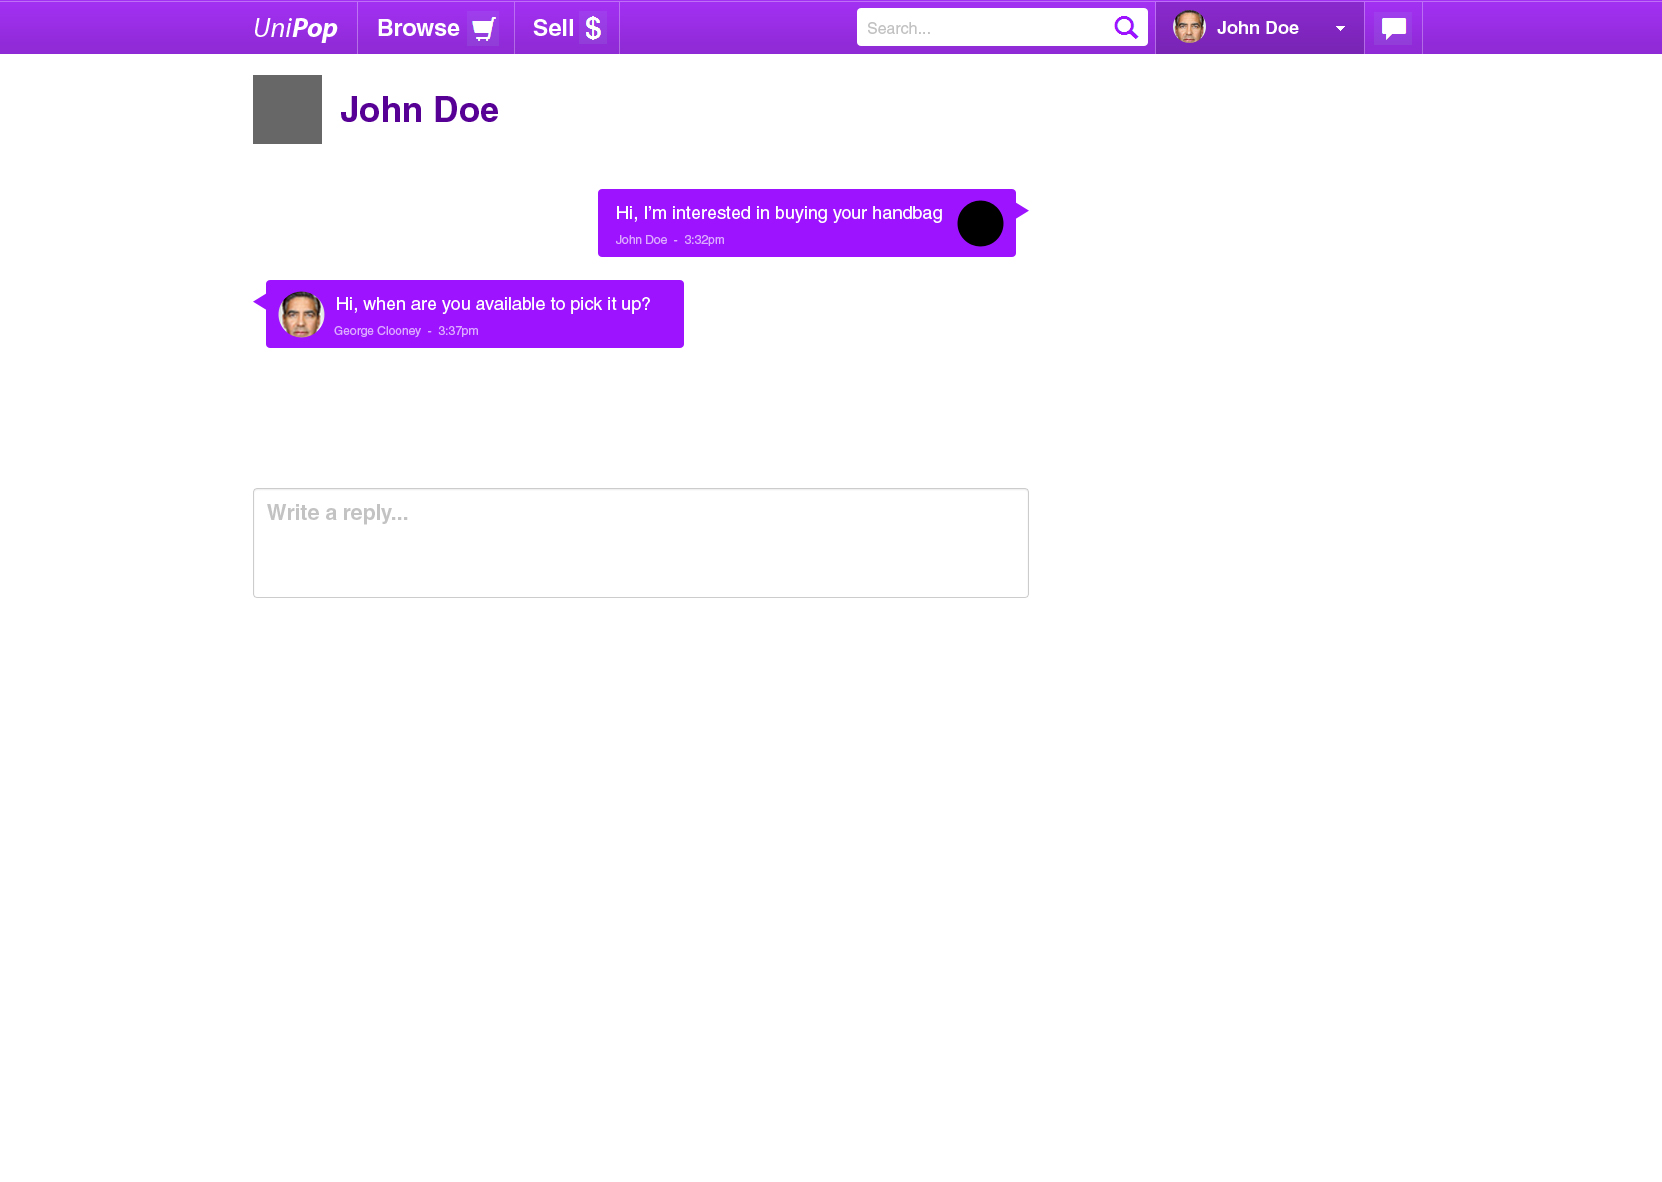 UniPop Browse Sell $ Search... John Doe
John Doe
Hi, I'm interested in buying your handbag
John Doe - 3:32pm
Hi, when are you available to pick it up?
George Clooney - 3:37pm
Write a reply...